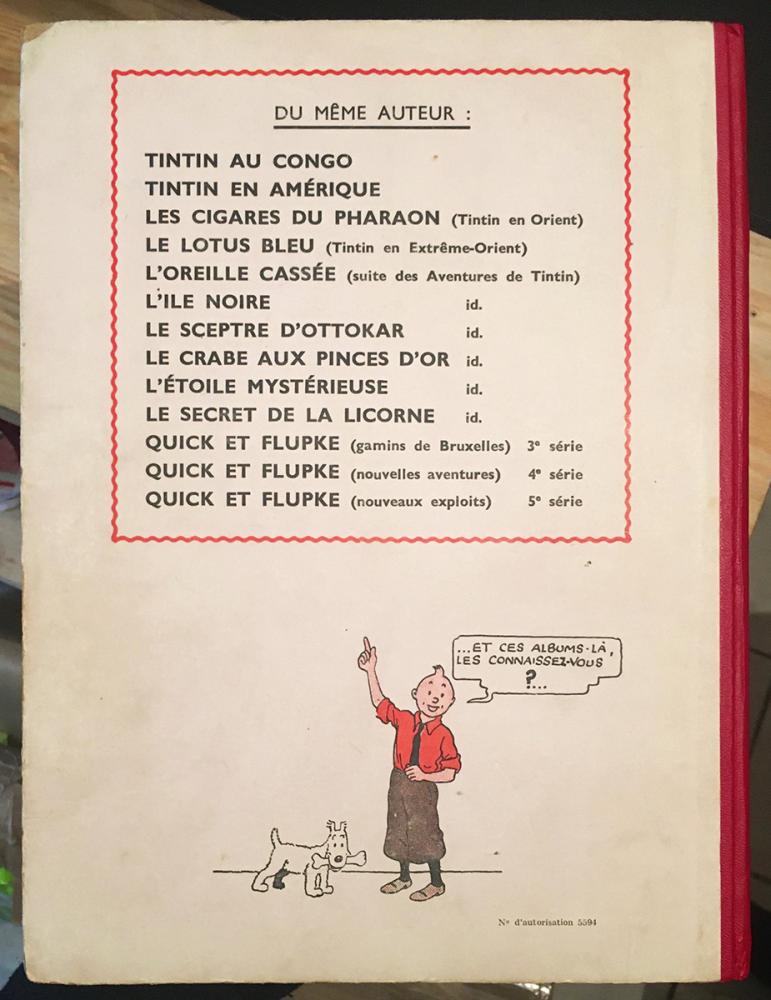 DU MÊME AUTEUR :
TINTIN AU CONGO
TINTIN EN AMÉRIQUE
LES CIGARES DU PHARAON (Tintin en Orient)
LE LOTUS BLEU (Tintin en Extrême-Orient)
L'OREILLE CASSÉE (suite des Aventures de Tintin)
L'ILE NOIRE id.
LE SCEPTRE D'OTTOKAR id.
LE CRABE AUX PINCES D'OR id.
L'ÉTOILE MYSTÉRIEUSE id.
LE SECRET DE LA LICORNE id.
QUICK ET FLUPKE (gamins de Bruxelles) 3e série
QUICK ET FLUPKE (nouvelles aventures) 4e série
QUICK ET FLUPKE (nouveaux exploits) 5e série
...ET CES ALBUMS-LÀ,
LES CONNAISSEZ-VOUS
?...
No d'autorisation 5594